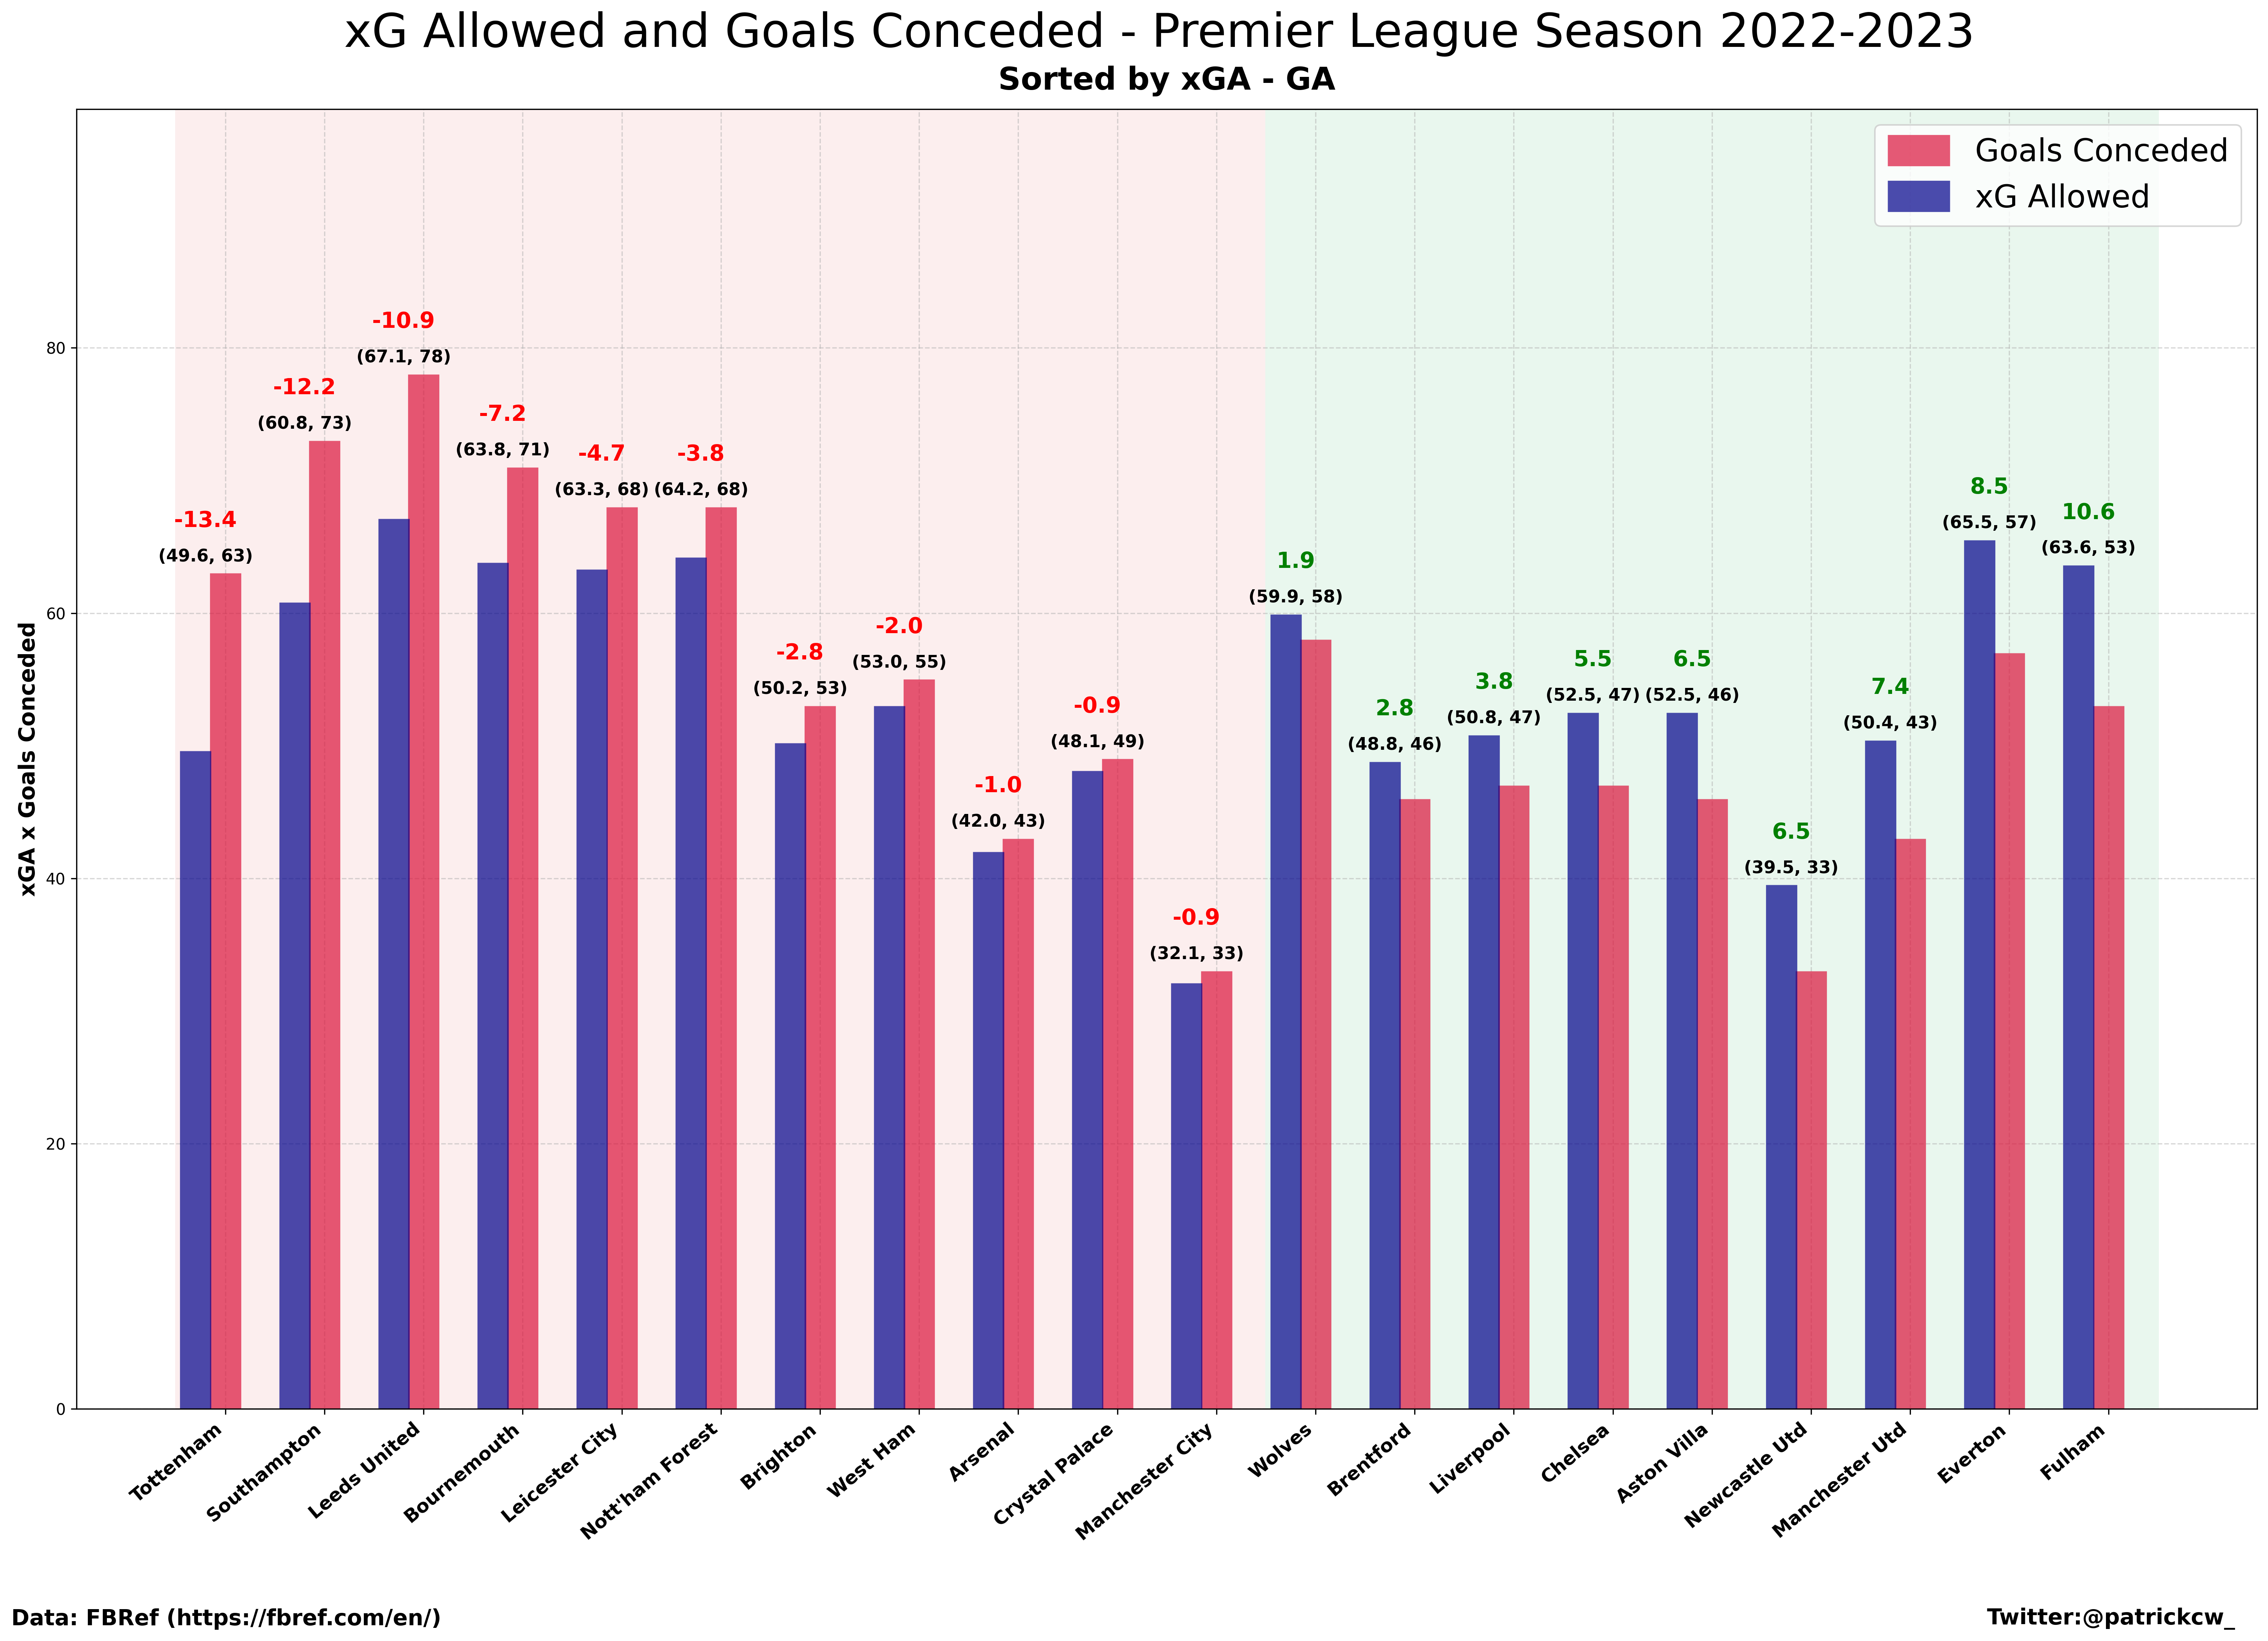 xG Allowed and Goals Conceded - Premier League Season 2022-2023
Sorted by xGA - GA
Goals Conceded
xG Allowed
xGA x Goals Conceded
80
60
40
20
0
-13.4
(49.6, 63)
-12.2
(60.8, 73)
-10.9
(67.1, 78)
-7.2
(63.8, 71)
-4.7
(63.3, 68)
-3.8
(64.2, 68)
-2.8
(50.2, 53)
-2.0
(53.0, 55)
-1.0
(42.0, 43)
-0.9
(48.1, 49)
-0.9
(32.1, 33)
1.9
(59.9, 58)
2.8
(48.8, 46)
3.8
(50.8, 47)
5.5
(52.5, 47)
6.5
(52.5, 46)
6.5
(39.5, 33)
7.4
(50.4, 43)
8.5
(65.5, 57)
10.6
(63.6, 53)
Tottenham
Southampton
Leeds United
Bournemouth
Leicester City
Nott'ham Forest
Brighton
West Ham
Arsenal
Crystal Palace
Manchester City
Wolves
Brentford
Liverpool
Chelsea
Aston Villa
Newcastle Utd
Manchester Utd
Everton
Fulham
Data: FBRef (https://fbref.com/en/)
Twitter:@patrickcw_